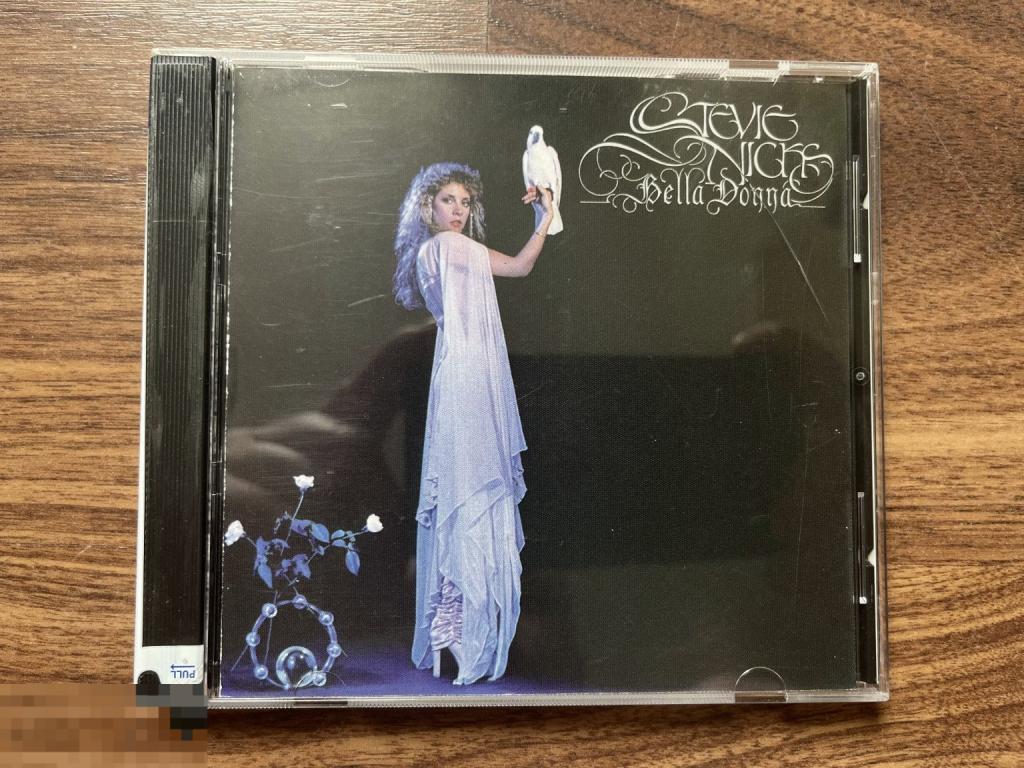 STEVIE
NICKS
Bella Donna
PULL